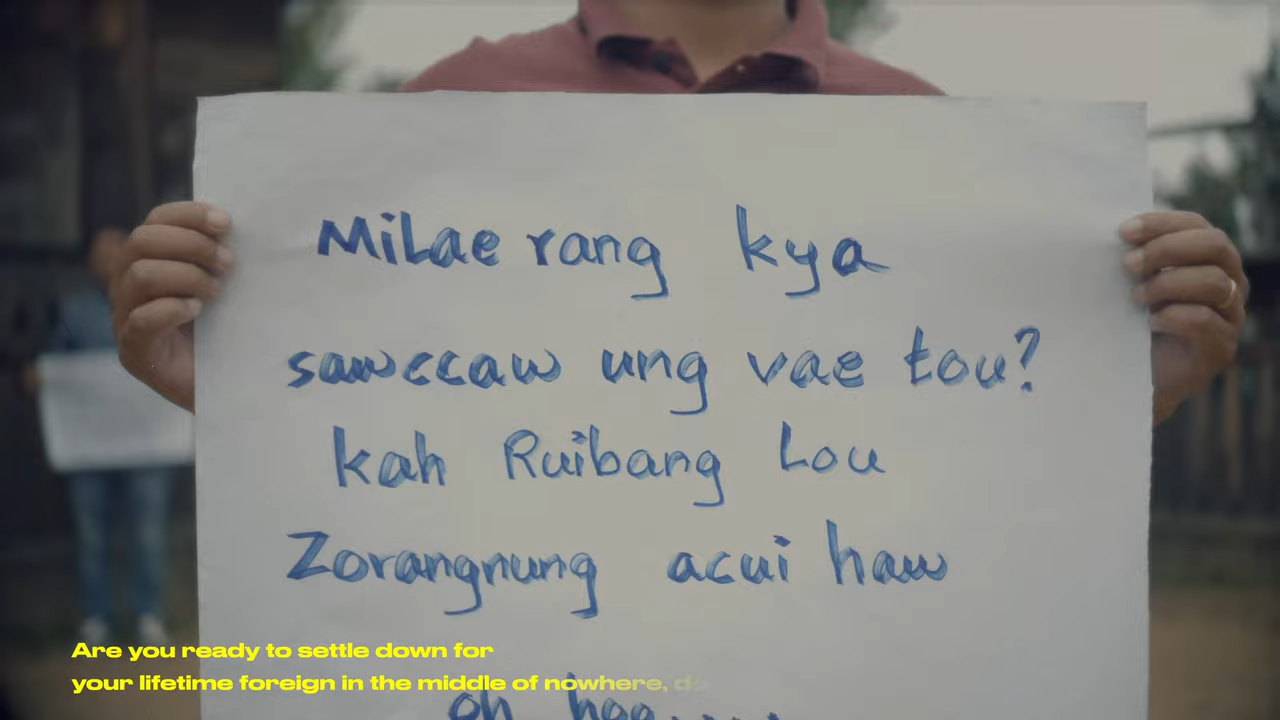 Milae rang kya
sawccaw ung vae tou?
kah Ruibang Lou
Zorangnung acui haw
Are you ready to settle down for
your lifetime foreign in the middle of nowhere,
oh